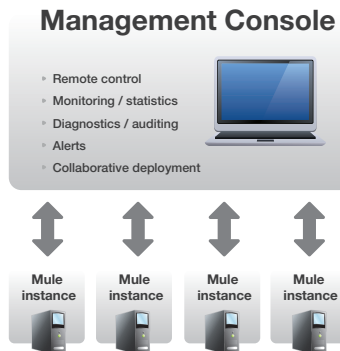 Management Console
Remote control
Monitoring / statistics
Diagnostics / auditing
Alerts
Collaborative deployment
Mule instance
Mule instance
Mule instance
Mule instance